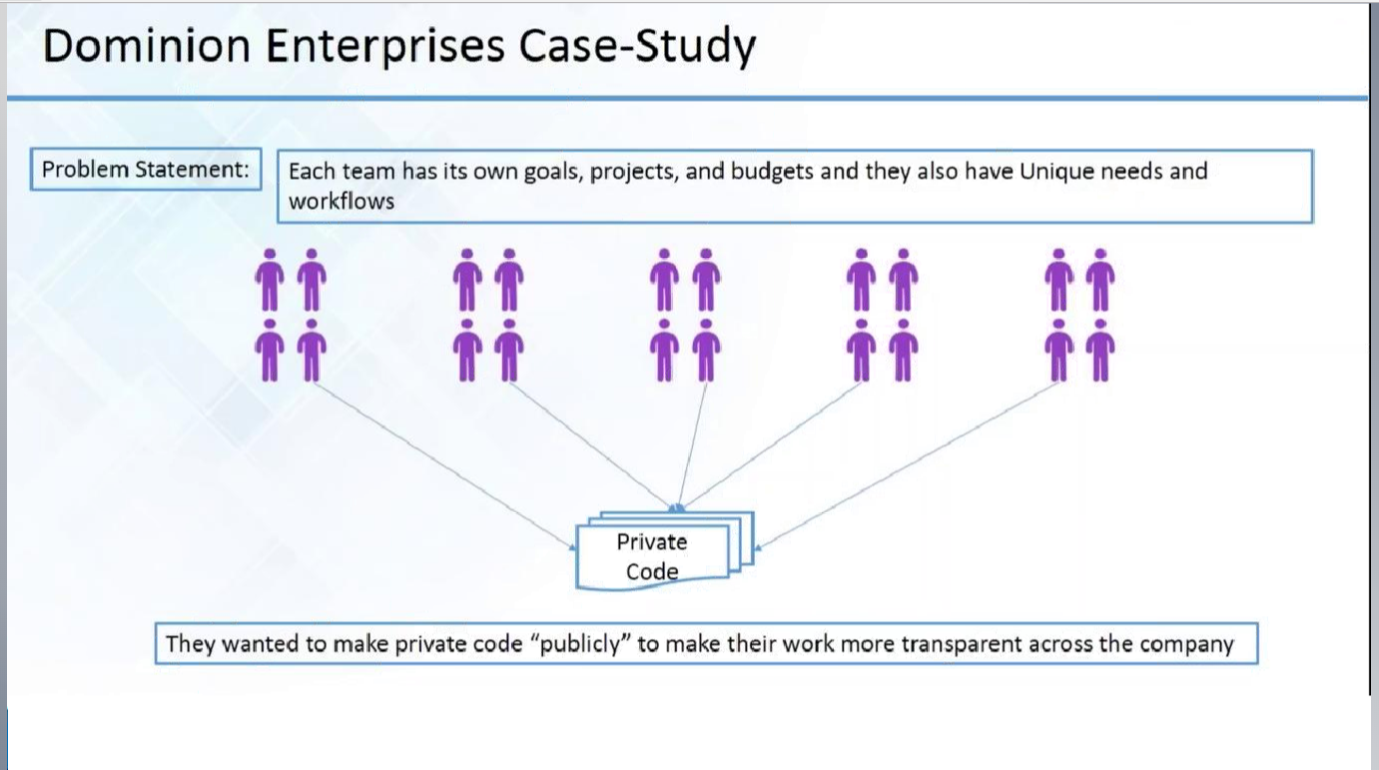 Dominion Enterprises Case-Study
Problem Statement:
Each team has its own goals, projects, and budgets and they also have Unique needs and
workflows
Private
Code
They wanted to make private code “publicly” to make their work more transparent across the company